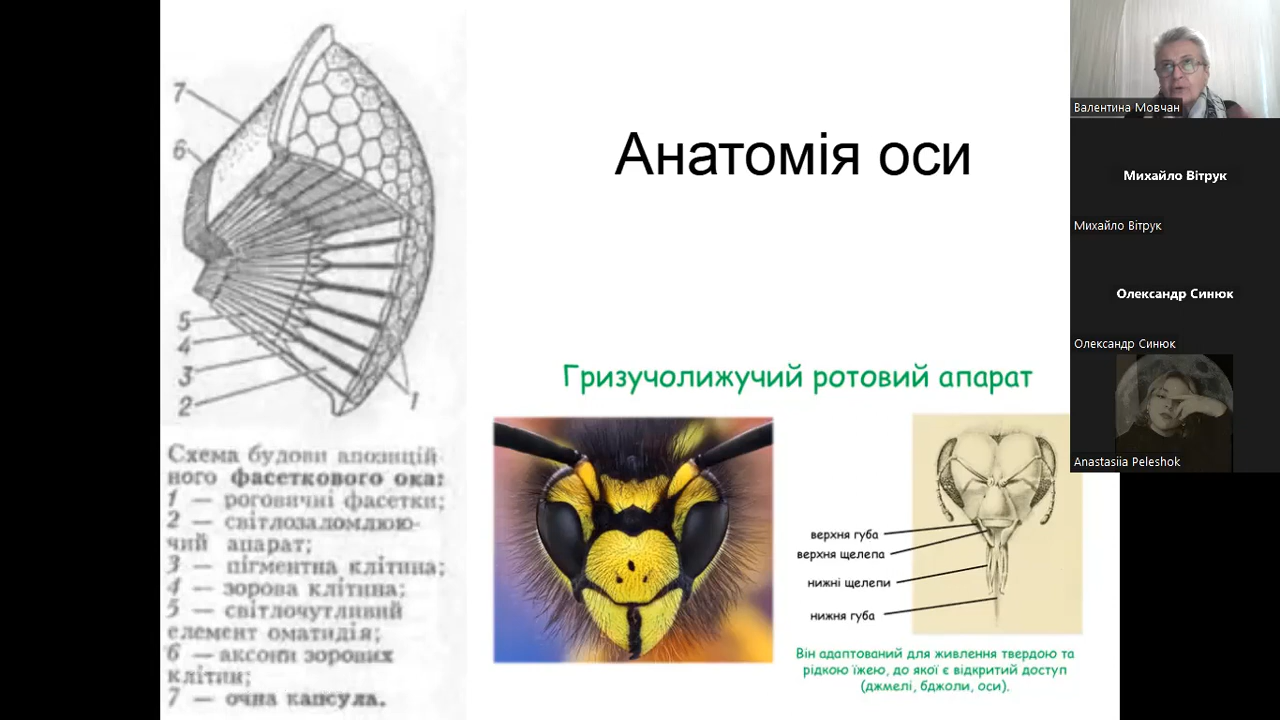 Анатомія оси
7
6
5
4
3
2
1
Схема будови апозицій
ного фасеткового ока:
1 — роговичні фасетки;
2 — світлозаломлюю-
чий апарат;
3 — пігментна клітина;
4 — зорова клітина;
5 — світлочутливий
елемент оматидія;
6 — аксони зорових
клітин;
7 — очна капсула.
Гризучолижучий ротовий апарат
верхня губа
верхня щелепа
нижні щелепи
нижня губа
Він адаптований для живлення твердою та
рідкою їжею, до якої є відкритий доступ
(джмелі, бджоли, оси).
Валентина Мовчан
Михайло Вітрук
Михайло Вітрук
Олександр Синюк
Олександр Синюк
Anastasiia Peleshok